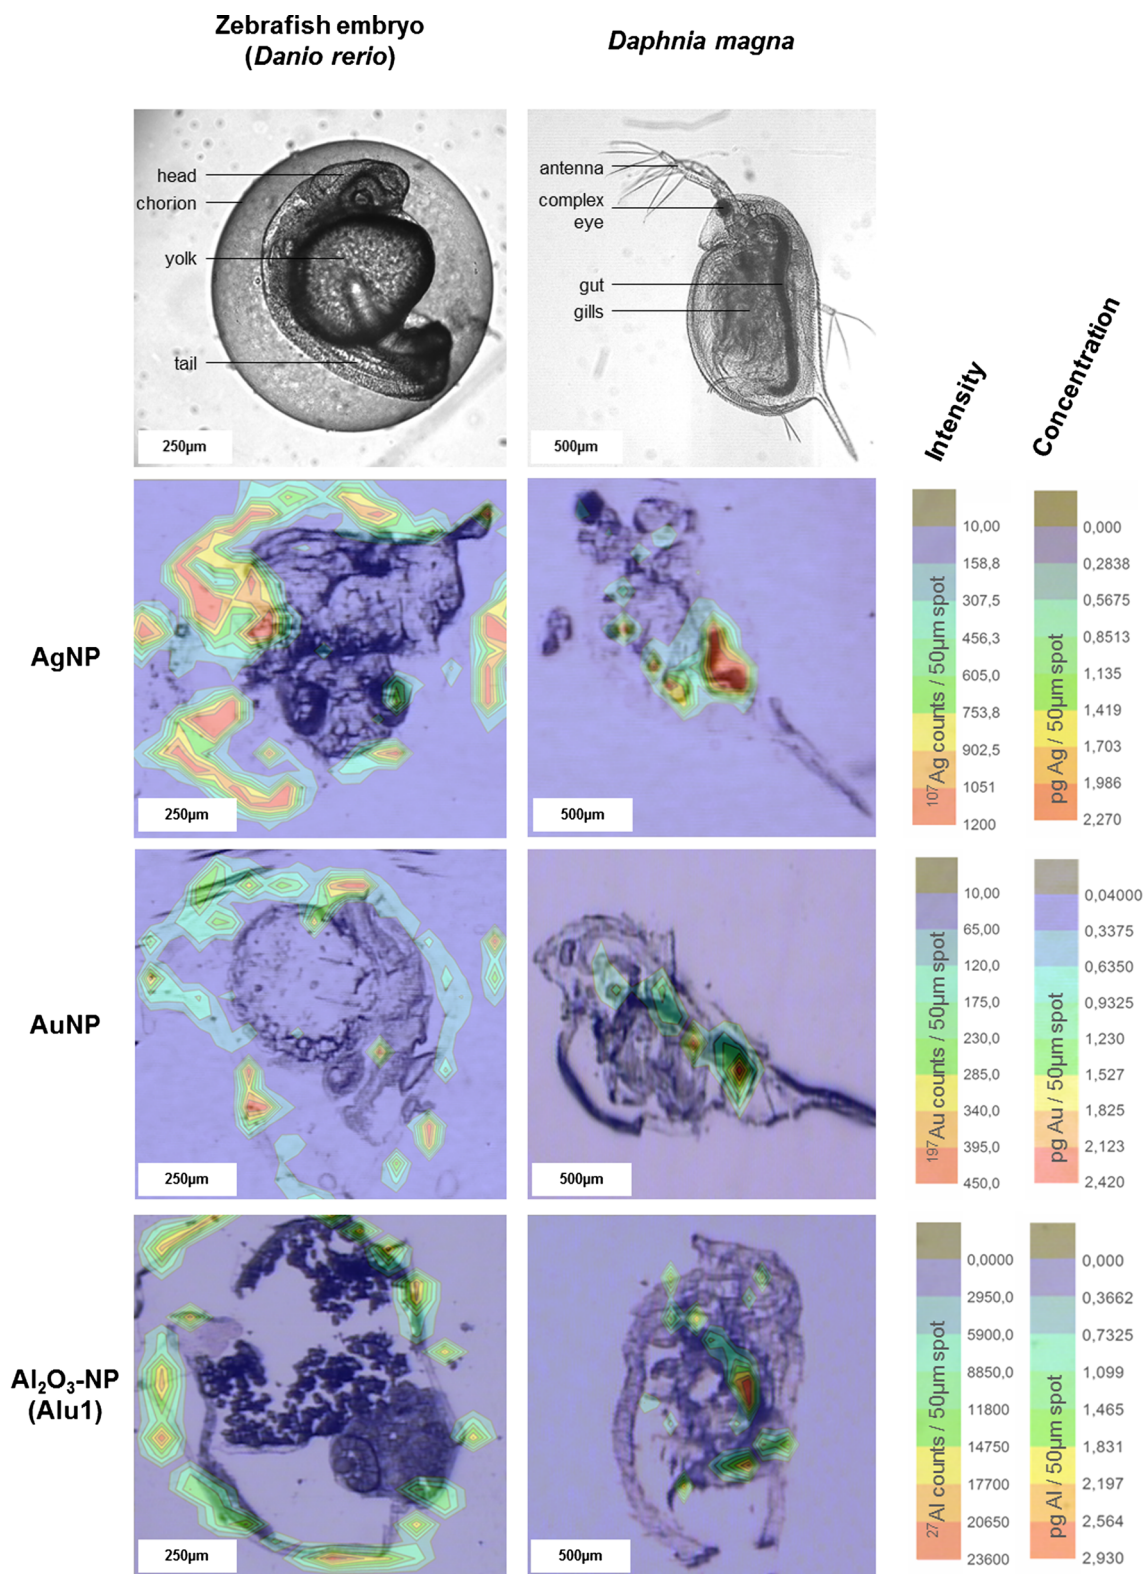 Zebrafish embryo
(Danio rerio)
Daphnia magna
head
chorion
yolk
tail
250µm
antenna
complex
eye
gut
gills
500µm
Intensity
Concentration
AgNP
250µm
500µm
107Ag counts / 50µm spot
10,00
158,8
307,5
456,3
605,0
753,8
902,5
1051
1200
pg Ag / 50µm spot
0,000
0,2838
0,5675
0,8513
1,135
1,419
1,703
1,986
2,270
AuNP
250µm
500µm
197Au counts / 50µm spot
10,00
65,00
120,0
175,0
230,0
285,0
340,0
395,0
450,0
pg Au / 50µm spot
0,04000
0,3375
0,6350
0,9325
1,230
1,527
1,825
2,123
2,420
Al2O3-NP
(Alu1)
250µm
500µm
27Al counts / 50µm spot
0,0000
2950,0
5900,0
8850,0
11800
14750
17700
20650
23600
pg Al / 50µm spot
0,000
0,3662
0,7325
1,099
1,465
1,831
2,197
2,564
2,930